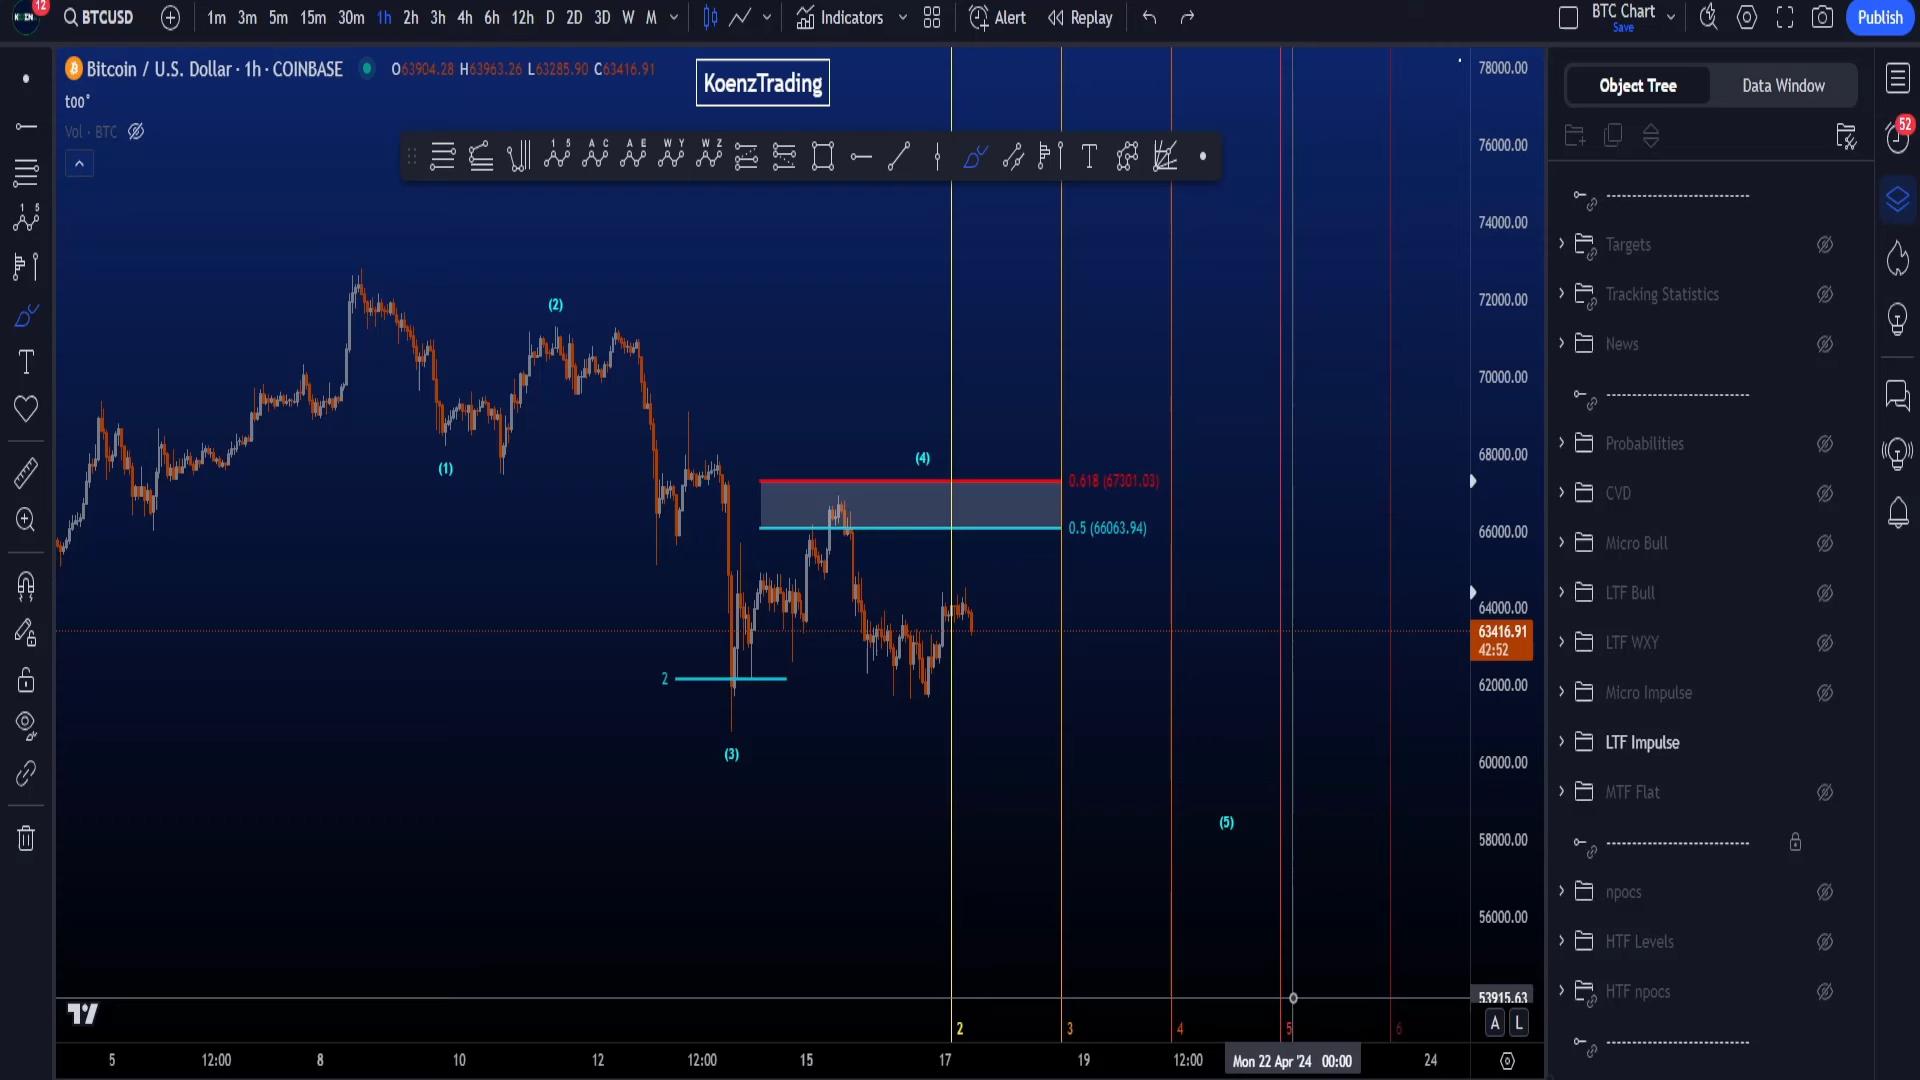 12
BTCUSD
1m 3m 5m 15m 30m 1h 2h 3h 4h 6h 12h D 2D 3D W M
Indicators
Alert
Replay
BTC Chart
Save
Publish
Bitcoin / U.S. Dollar · 1h · COINBASE
O63904.28 H63963.26 L63285.90 C63416.91
too°
Vol · BTC
KoenzTrading
1 5
A C
A E
W Y
W Z
T
1 5
T
(2)
(1)
(4)
0.618 (67301.03)
0.5 (66063.94)
2
(3)
(5)
2
3
4
5
6
78000.00
76000.00
74000.00
72000.00
70000.00
68000.00
66000.00
64000.00
63416.91
42:52
62000.00
60000.00
58000.00
56000.00
53915.63
A L
5 12:00 8 10 12 12:00 15 17 19 12:00 Mon 22 Apr '24 00:00 24
Object Tree
Data Window
52
Targets
Tracking Statistics
News
Probabilities
CVD
Micro Bull
LTF Bull
LTF WXY
Micro Impulse
LTF Impulse
MTF Flat
npocs
HTF Levels
HTF npocs